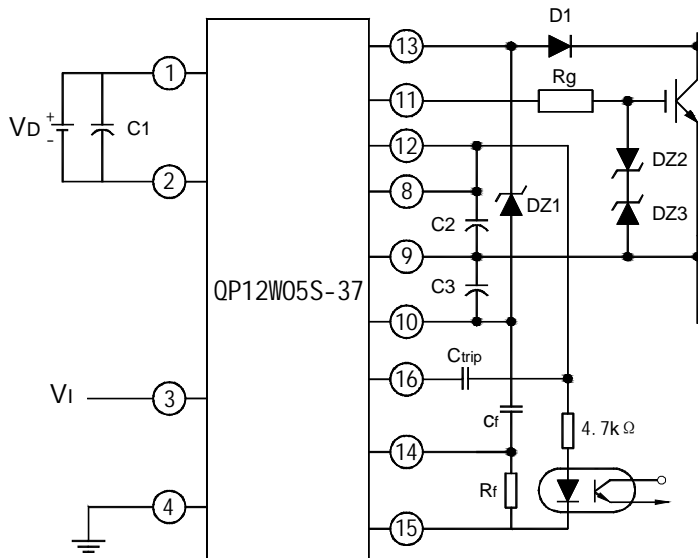 D1
13
1
Rg
11
VD
+
-
C1
12
8
DZ2
2
DZ1
C2
DZ3
9
C3
QP12W05S-37
10
Ctrip
16
VI
3
cf
4.7kΩ
14
Rf
4
15